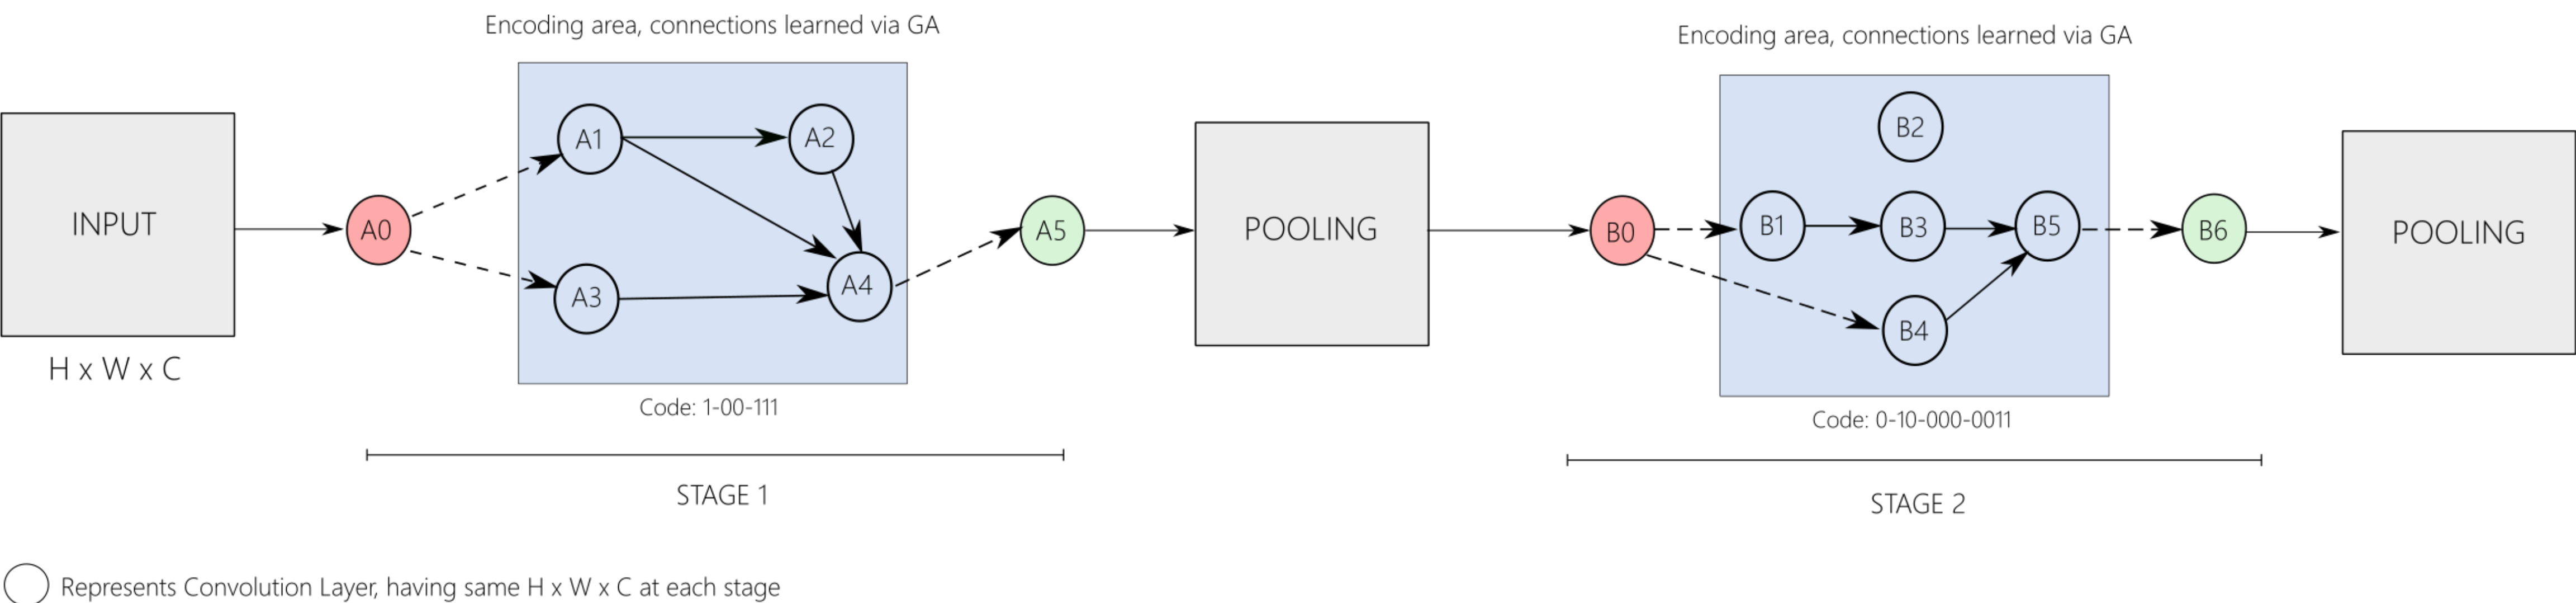 Encoding area, connections learned via GA
Encoding area, connections learned via GA
INPUT
H x W x C
A0
A1
A2
A3
A4
A5
Code: 1-00-111
STAGE 1
POOLING
B0
B2
B1
B3
B5
B4
B6
Code: 0-10-000-0011
STAGE 2
POOLING
Represents Convolution Layer, having same H x W x C at each stage